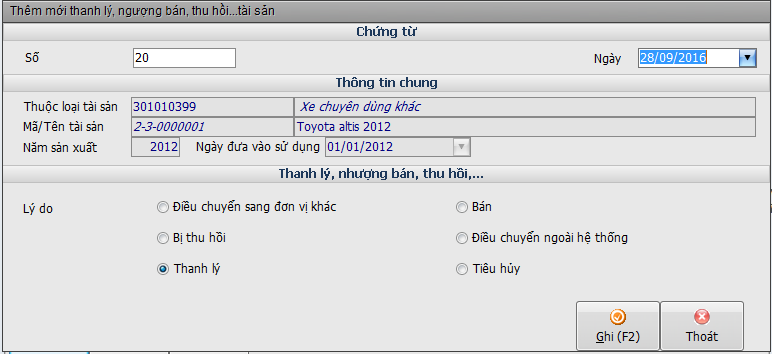 Thêm mới thanh lý, ngượng bán, thu hồi...tài sản
Chứng từ
Số 20 Ngày 28/09/2016
Thông tin chung
Thuộc loại tài sản 301010399 Xe chuyên dùng khác
Mã/Tên tài sản 2-3-0000001 Toyota altis 2012
Năm sản xuất 2012 Ngày đưa vào sử dụng 01/01/2012
Thanh lý, nhượng bán, thu hồi,...
Lý do Điều chuyển sang đơn vị khác Bán
Bị thu hồi Điều chuyển ngoài hệ thống
Thanh lý Tiêu hủy
Ghi (F2) Thoát